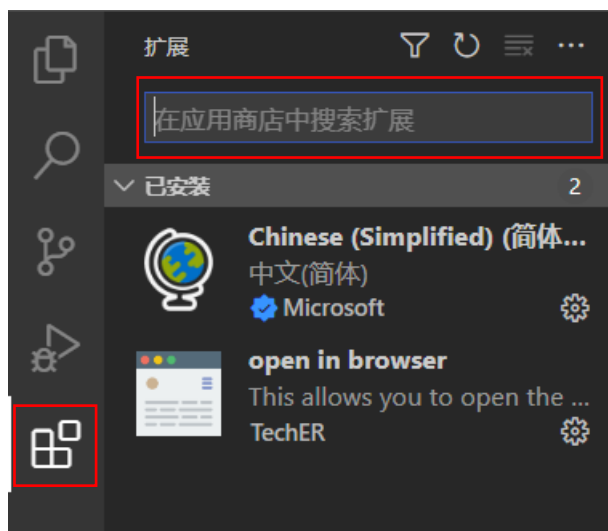 扩展
在应用商店中搜索扩展
已安装 2
Chinese (Simplified) (简体...
中文(简体)
Microsoft
open in browser
This allows you to open the ...
TechER